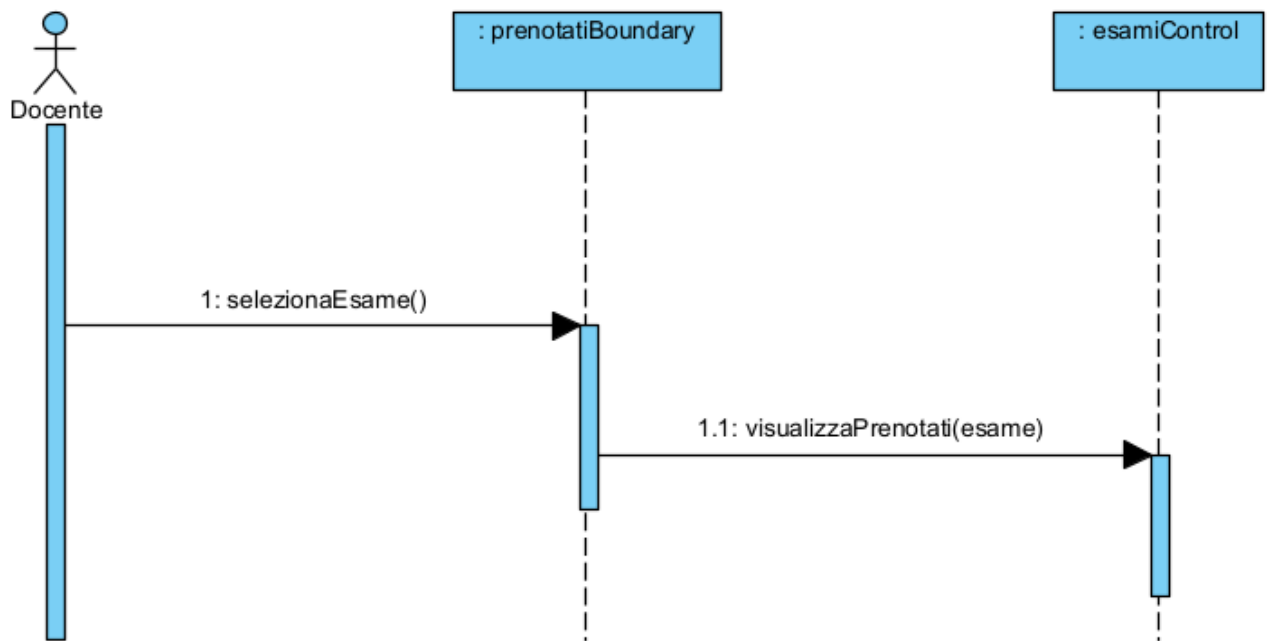 : prenotatiBoundary
: esamiControl
Docente
1: selezionaEsame()
1.1: visualizzaPrenotati(esame)